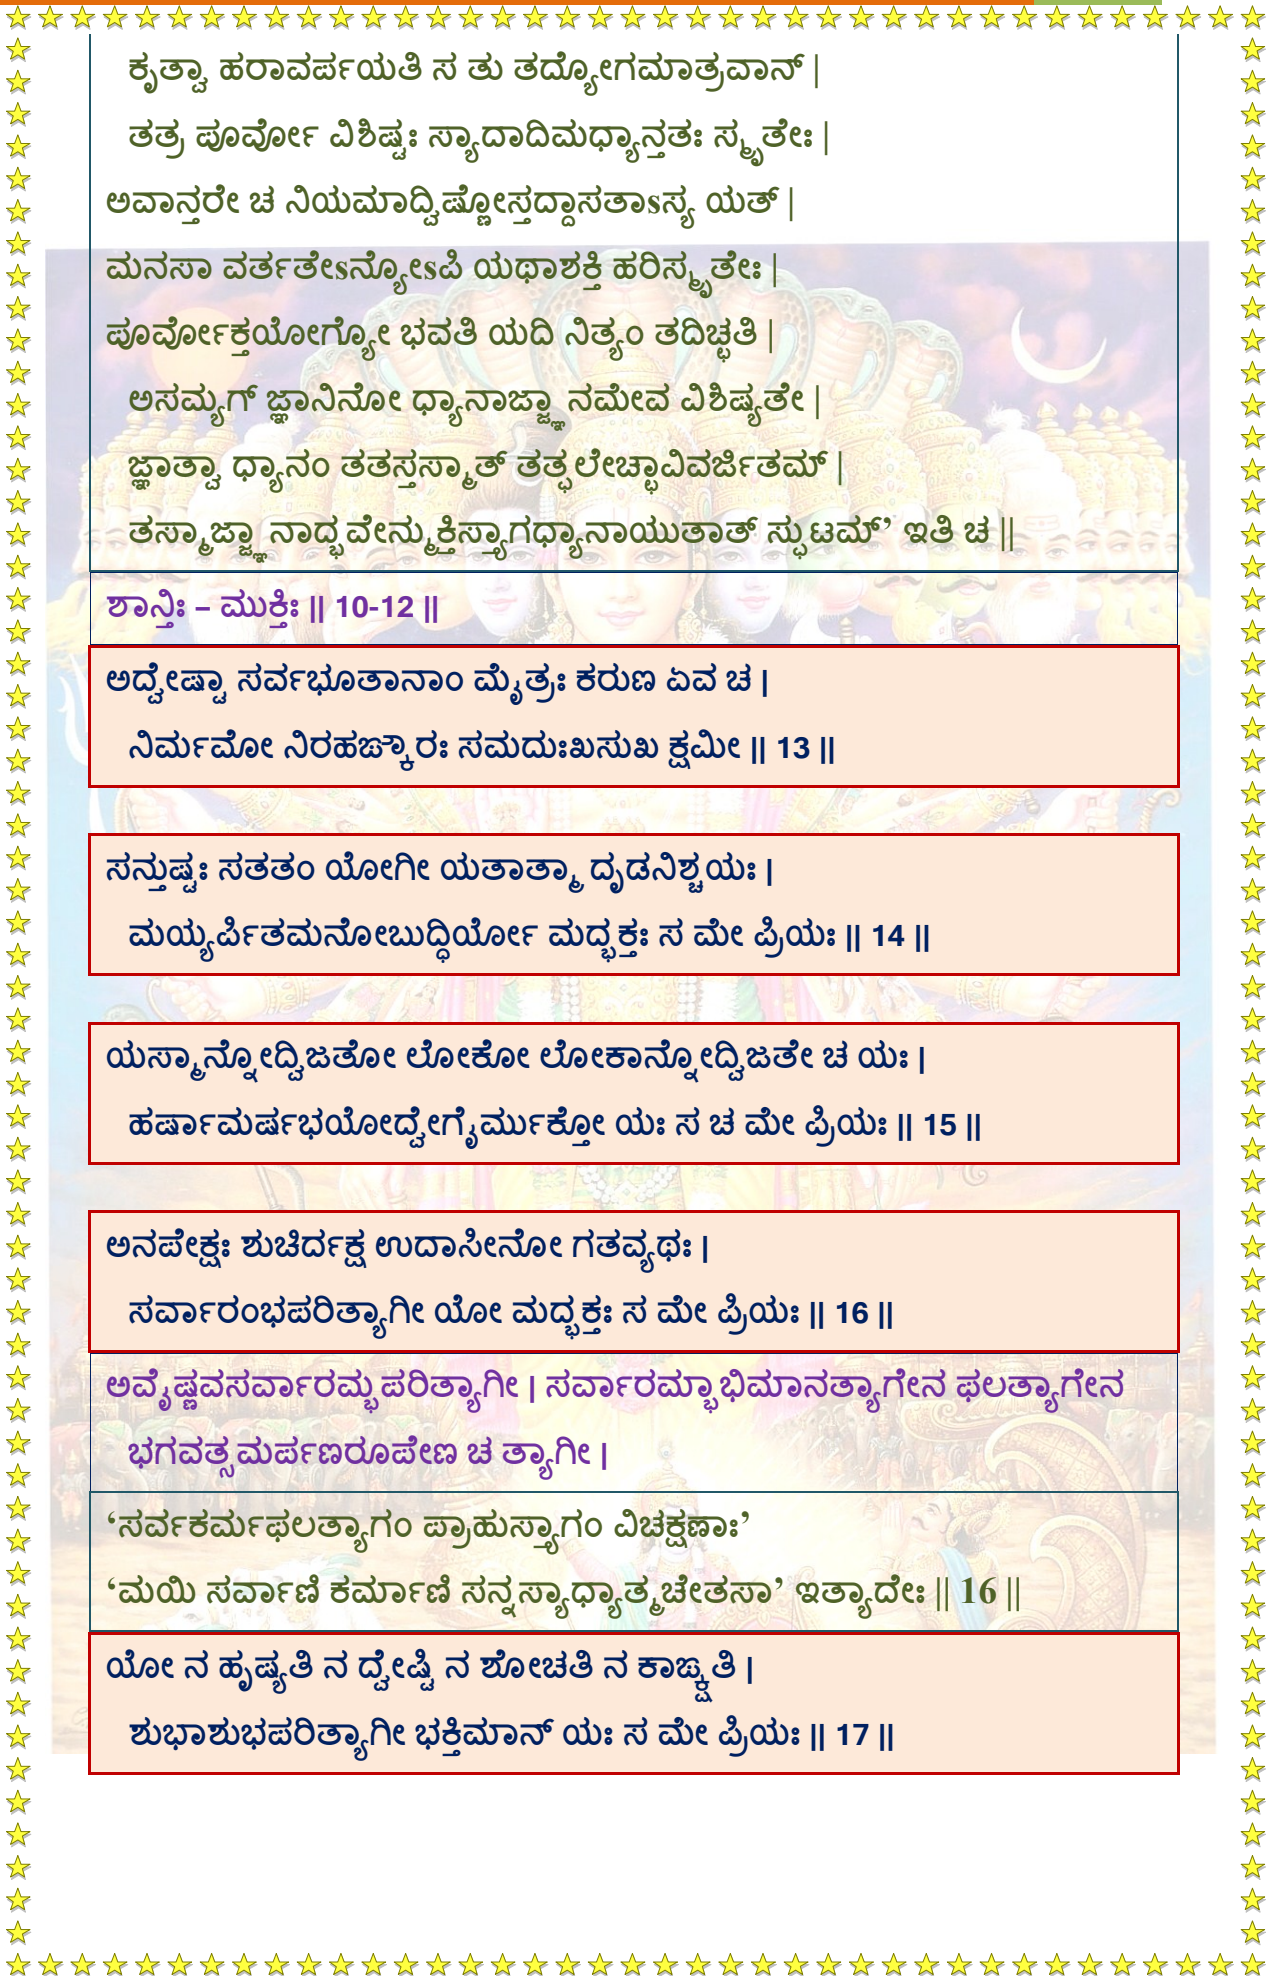 ಕೃತ್ವಾ ಹರಾವರ್ಪಯತಿ ಸ ತು ತದ್ಯೋಗಮಾತ್ರವಾನ್ |
ತತ್ರ ಪೂರ್ವೋ ವಿಶಿಷ್ಟಃ ಸ್ಯಾದಾದಿಮಧ್ಯಾನ್ತತಃ ಸ್ಮೃತೇಃ |
ಅವಾನ್ತರೇ ಚ ನಿಯಮಾದ್ವಿಷ್ಣೋಸ್ತದ್ದಾಸತಾsಸ್ಯ ಯತ್ |
ಮನಸಾ ವರ್ತತೇsನ್ಯೋsಪಿ ಯಥಾಶಕ್ತಿ ಹರಿಸ್ಮೃತೇಃ |
ಪೂರ್ವೋಕ್ತಯೋಗ್ಯೋ ಭವತಿ ಯದಿ ನಿತ್ಯಂ ತದಿಚ್ಛತಿ |
ಅಸಮ್ಯಗ್ ಜ್ಞಾನಿನೋ ಧ್ಯಾನಾಜ್ಜ್ಞಾನಮೇವ ವಿಶಿಷ್ಯತೇ |
ಜ್ಞಾತ್ವಾ ಧ್ಯಾನಂ ತತಸ್ತಸ್ಮಾತ್ ತತ್ಫಲೇಚ್ಛಾವಿವರ್ಜಿತಮ್ |
ತಸ್ಮಾಜ್ಜ್ಞಾನಾದ್ಭವೇನ್ಮುಕ್ತಿಸ್ತ್ಯಾಗಧ್ಯಾನಾಯುತಾತ್ ಸ್ಫುಟಮ್’ ಇತಿ ಚ ||
ಶಾನ್ತಿಃ – ಮುಕ್ತಿಃ || 10-12 ||
ಅದ್ವೇಷ್ಟಾ ಸರ್ವಭೂತಾನಾಂ ಮೈತ್ರಃ ಕರುಣ ಏವ ಚ |
ನಿರ್ಮಮೋ ನಿರಹಙ್ಕಾರಃ ಸಮದುಃಖಸುಖ ಕ್ಷಮೀ || 13 ||
ಸನ್ತುಷ್ಟಃ ಸತತಂ ಯೋಗೀ ಯತಾತ್ಮಾ ದೃಡನಿಶ್ಚಯಃ |
ಮಯ್ಯರ್ಪಿತಮನೋಬುದ್ಧಿರ್ಯೋ ಮದ್ಭಕ್ತಃ ಸ ಮೇ ಪ್ರಿಯಃ || 14 ||
ಯಸ್ಮಾನ್ನೋದ್ವಿಜತೋ ಲೋಕೋ ಲೋಕಾನ್ನೋದ್ವಿಜತೇ ಚ ಯಃ |
ಹರ್ಷಾಮರ್ಷಭಯೋದ್ವೇಗೈರ್ಮುಕ್ತೋ ಯಃ ಸ ಚ ಮೇ ಪ್ರಿಯಃ || 15 ||
ಅನಪೇಕ್ಷಃ ಶುಚಿರ್ದಕ್ಷ ಉದಾಸೀನೋ ಗತವ್ಯಥಃ |
ಸರ್ವಾರಂಭಪರಿತ್ಯಾಗೀ ಯೋ ಮದ್ಭಕ್ತಃ ಸ ಮೇ ಪ್ರಿಯಃ || 16 ||
ಅವೈಷ್ಣವಸರ್ವಾರಮ್ಭಪರಿತ್ಯಾಗೀ | ಸರ್ವಾರಮ್ಭಾಭಿಮಾನತ್ಯಾಗೇನ ಫಲತ್ಯಾಗೇನ
ಭಗವತ್ಸಮರ್ಪಣರೂಪೇಣ ಚ ತ್ಯಾಗೀ |
‘ಸರ್ವಕರ್ಮಫಲತ್ಯಾಗಂ ಪ್ರಾಹುಸ್ತ್ಯಾಗಂ ವಿಚಕ್ಷಣಾಃ’
‘ಮಯಿ ಸರ್ವಾಣಿ ಕರ್ಮಾಣಿ ಸನ್ನಸ್ಯಾಧ್ಯಾತ್ಮಚೇತಸಾ’ ಇತ್ಯಾದೇಃ || 16 ||
ಯೋ ನ ಹೃಷ್ಯತಿ ನ ದ್ವೇಷ್ಟಿ ನ ಶೋಚತಿ ನ ಕಾಙ್ಕ್ಷತಿ |
ಶುಭಾಶುಭಪರಿತ್ಯಾಗೀ ಭಕ್ತಿಮಾನ್ ಯಃ ಸ ಮೇ ಪ್ರಿಯಃ || 17 ||